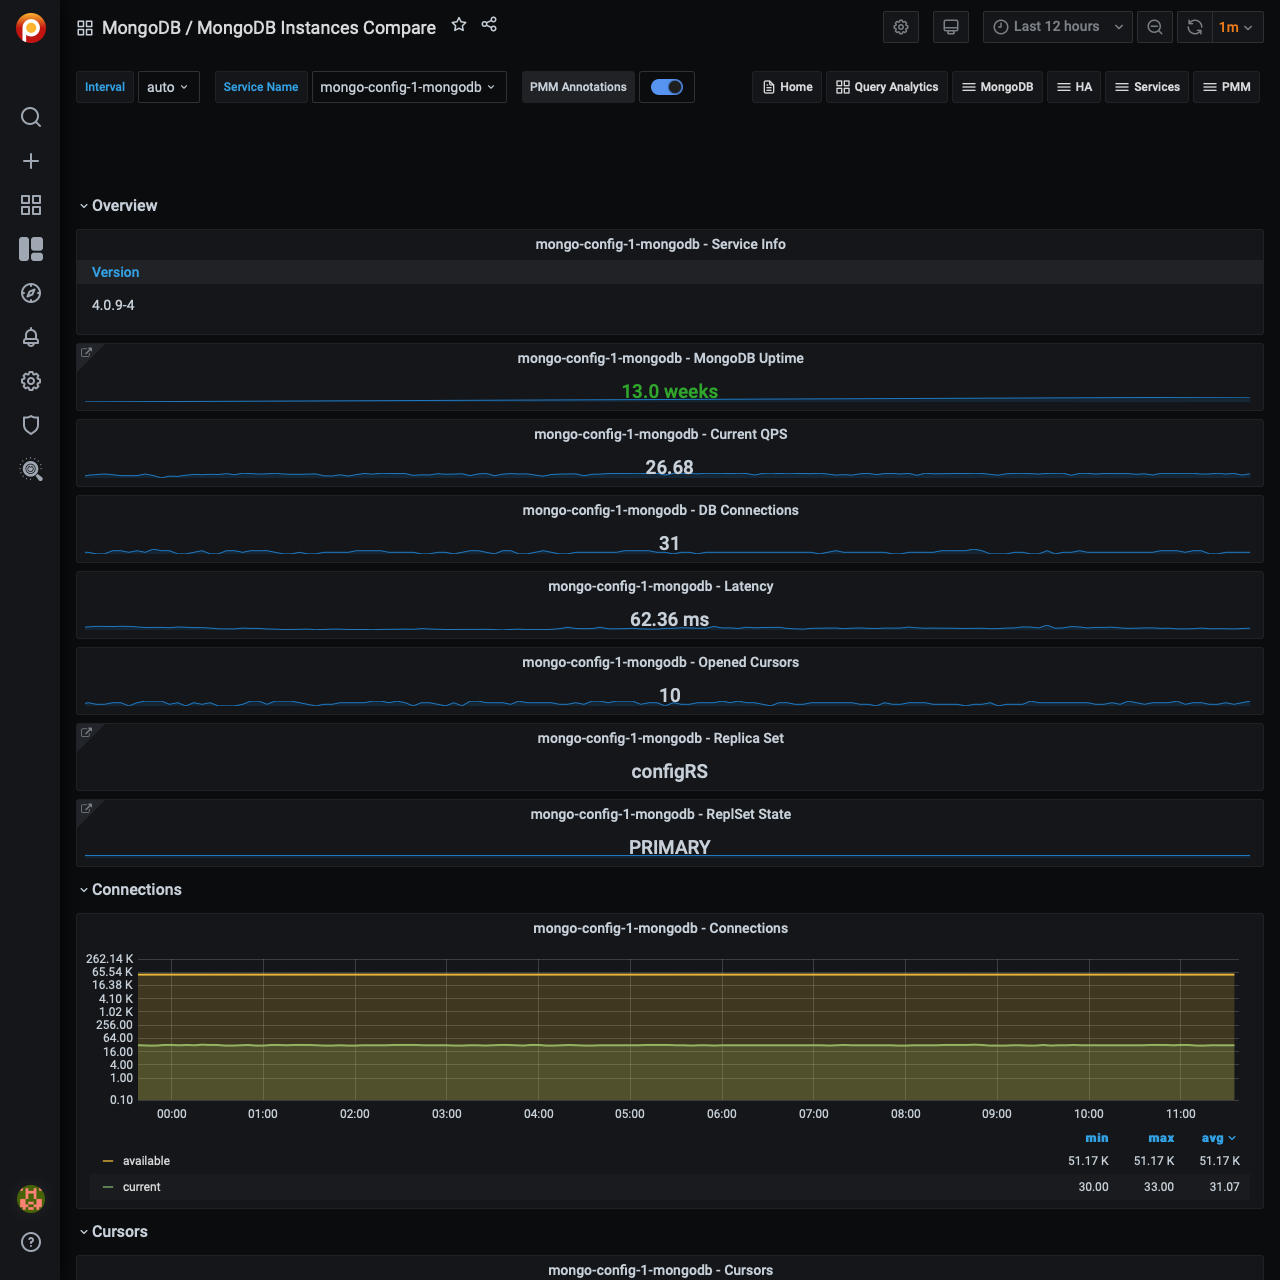 MongoDB / MongoDB Instances Compare
Last 12 hours
1m
Interval
auto
Service Name
mongo-config-1-mongodb
PMM Annotations
Home
Query Analytics
MongoDB
HA
Services
PMM
Overview
mongo-config-1-mongodb - Service Info
Version
4.0.9-4
mongo-config-1-mongodb - MongoDB Uptime
13.0 weeks
mongo-config-1-mongodb - Current QPS
26.68
mongo-config-1-mongodb - DB Connections
31
mongo-config-1-mongodb - Latency
62.36 ms
mongo-config-1-mongodb - Opened Cursors
10
mongo-config-1-mongodb - Replica Set
configRS
mongo-config-1-mongodb - ReplSet State
PRIMARY
Connections
mongo-config-1-mongodb - Connections
262.14 K
65.54 K
16.38 K
4.10 K
1.02 K
256.00
64.00
16.00
4.00
1.00
0.10
00:00 01:00 02:00 03:00 04:00 05:00 06:00 07:00 08:00 09:00 10:00 11:00
min max avg
available 51.17 K 51.17 K 51.17 K
current 30.00 33.00 31.07
Cursors
mongo-config-1-mongodb - Cursors